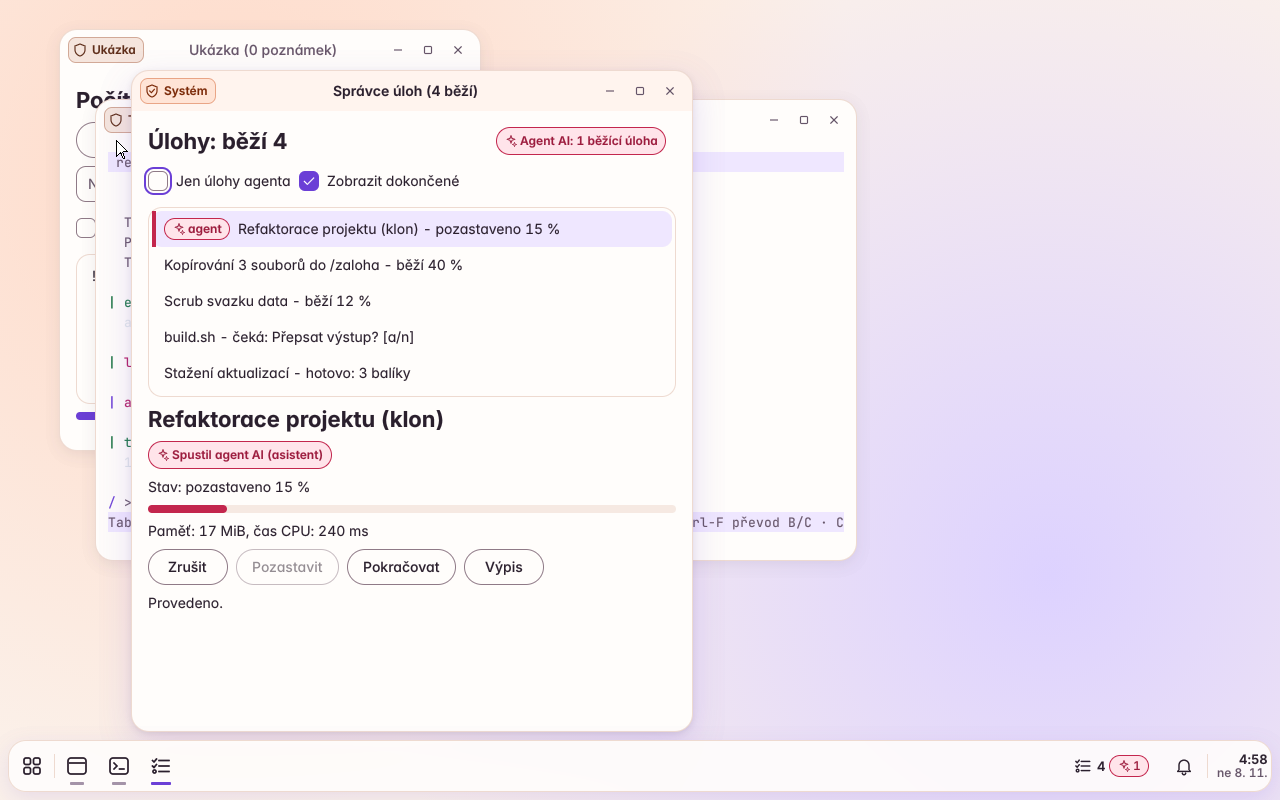 Ukázka
Ukázka (0 poznámek)
Systém
Správce úloh (4 běží)
Úlohy: běží 4
Agent AI: 1 běžící úloha
Jen úlohy agenta
Zobrazit dokončené
agent
Refaktorace projektu (klon) - pozastaveno 15 %
Kopírování 3 souborů do /zaloha - běží 40 %
Scrub svazku data - běží 12 %
build.sh - čeká: Přepsat výstup? [a/n]
Stažení aktualizací - hotovo: 3 balíky
Refaktorace projektu (klon)
Spustil agent AI (asistent)
Stav: pozastaveno 15 %
Paměť: 17 MiB, čas CPU: 240 ms
Zrušit
Pozastavit
Pokračovat
Výpis
Provedeno.
Tab
převod B/C · C
4
1
4:58
ne 8. 11.